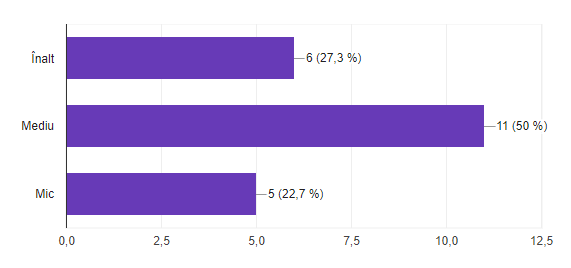 Înalt
6 (27,3 %)
Mediu
11 (50 %)
Mic
5 (22,7 %)
0,0
2,5
5,0
7,5
10,0
12,5